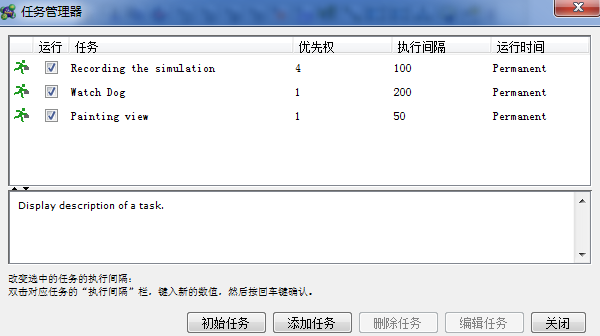 任务管理器
运行 任务 优先权 执行间隔 运行时间
Recording the simulation 4 100 Permanent
Watch Dog 1 200 Permanent
Painting view 1 50 Permanent
Display description of a task.
改变选中的任务的执行间隔:
双击对应任务的“执行间隔”栏，键入新的数值，然后按回车键确认。
初始任务 添加任务 删除任务 编辑任务 关闭